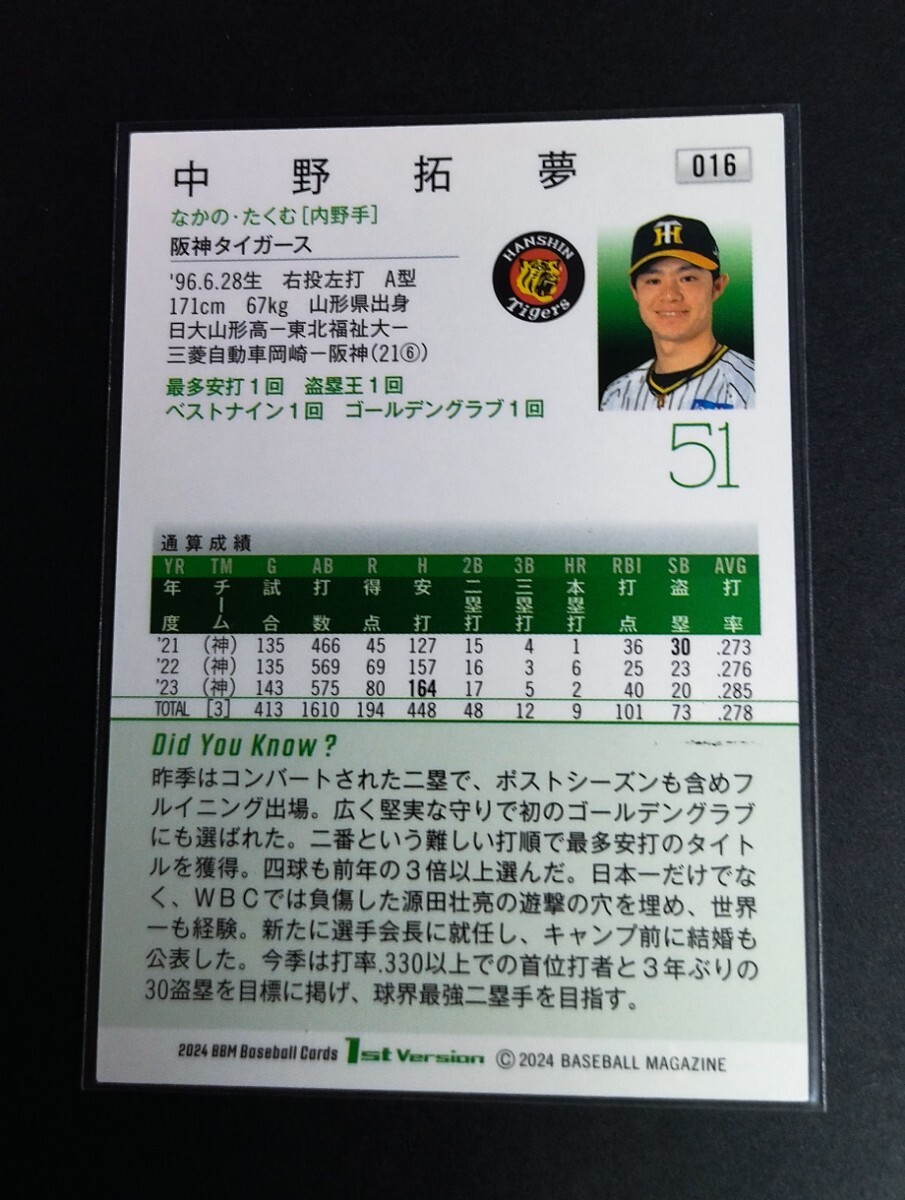 中野拓夢
016
なかの・たくむ[内野手]
阪神タイガース
HANSHIN
Tigers
'96.6.28生 右投左打 A型
171cm 67kg 山形県出身
日大山形高ー東北福祉大ー
三菱自動車岡崎ー阪神(21⑥)
最多安打1回 盗塁王1回
ベストナイン1回 ゴールデングラブ1回
51
通算成績
YR TM G AB R H 2B 3B HR RBI SB AVG
年度 チーム 試合 打数 得点 安打 二塁打 三塁打 本塁打 打点 盗塁 打率
'21 (神) 135 466 45 127 15 4 1 36 30 .273
'22 (神) 135 569 69 157 16 3 6 25 23 .276
'23 (神) 143 575 80 164 17 5 2 40 20 .285
TOTAL [3] 413 1610 194 448 48 12 9 101 73 .278
Did You Know?
昨季はコンバートされた二塁で、ポストシーズンも含めフ
ルイニング出場。広く堅実な守りで初のゴールデングラブ
にも選ばれた。二番という難しい打順で最多安打のタイト
ルを獲得。四球も前年の3倍以上選んだ。日本一だけでな
く、WBCでは負傷した源田壮亮の遊撃の穴を埋め、世界
一も経験。新たに選手会長に就任し、キャンプ前に結婚も
公表した。今季は打率.330以上での首位打者と3年ぶりの
30盗塁を目標に掲げ、球界最強二塁手を目指す。
2024 BBM Baseball Cards 1st Version ©2024 BASEBALL MAGAZINE